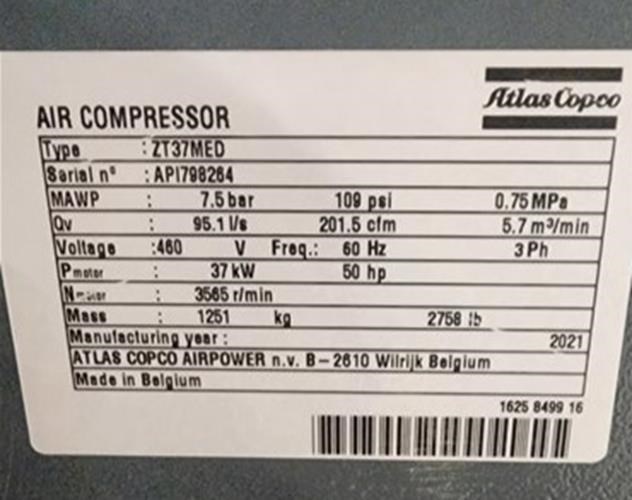 Atlas Copco
AIR COMPRESSOR
Type : ZT37MED
Serial n° : API798264
MAWP : 7.5 bar 109 psi 0.75 MPa
Qv : 95.1 l/s 201.5 cfm 5.7 m³/min
Voltage :460 V Freq.: 60 Hz 3 Ph
P motor : 37 kW 50 hp
N motor : 3565 r/min
Mass : 1251 kg 2758 lb
Manufacturing year : 2021
ATLAS COPCO AIRPOWER n.v. B-2610 Wilrijk Belgium
Made in Belgium
1625 8499 16